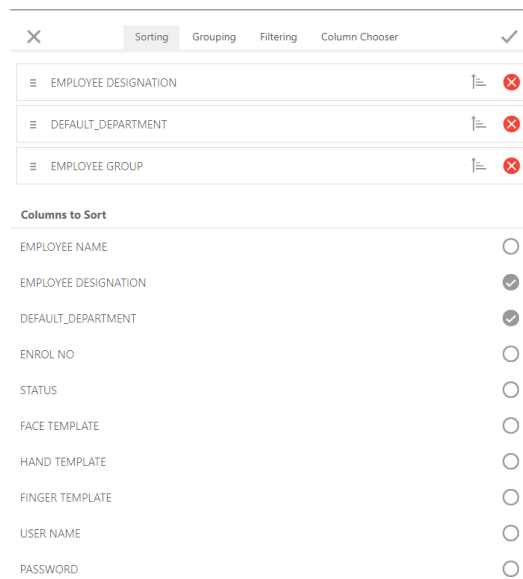 Sorting Grouping Filtering Column Chooser
EMPLOYEE DESIGNATION
DEFAULT_DEPARTMENT
EMPLOYEE GROUP
Columns to Sort
EMPLOYEE NAME
EMPLOYEE DESIGNATION
DEFAULT_DEPARTMENT
ENROL NO
STATUS
FACE TEMPLATE
HAND TEMPLATE
FINGER TEMPLATE
USER NAME
PASSWORD